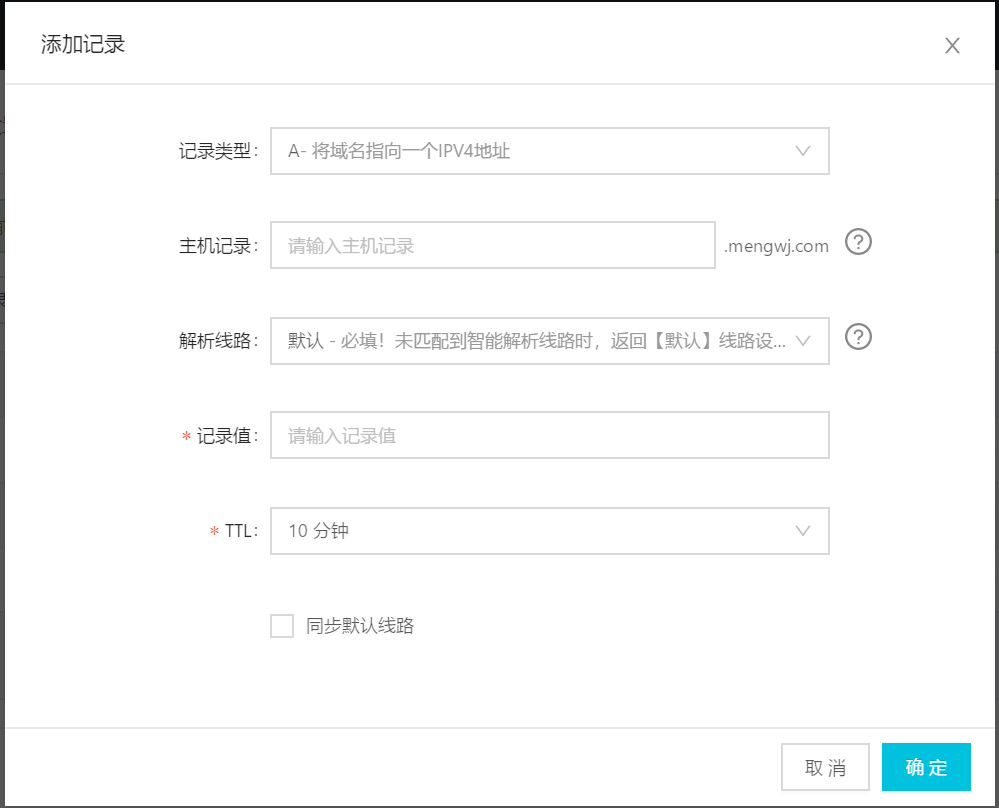 添加记录
记录类型: A- 将域名指向一个IPV4地址
主机记录: 请输入主机记录 .mengwj.com ?
解析线路: 默认 - 必填！未匹配到智能解析线路时，返回【默认】线路设... ?
* 记录值: 请输入记录值
* TTL: 10 分钟
同步默认线路
取 消 确 定